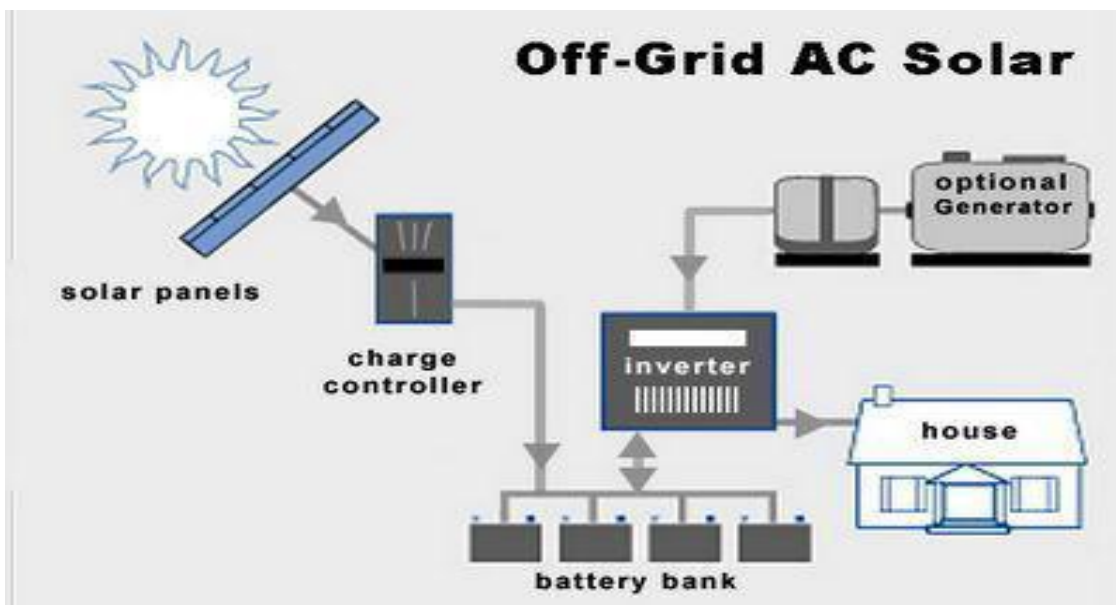 Off-Grid AC Solar
optional
Generator
solar panels
charge
controller
inverter
house
battery bank